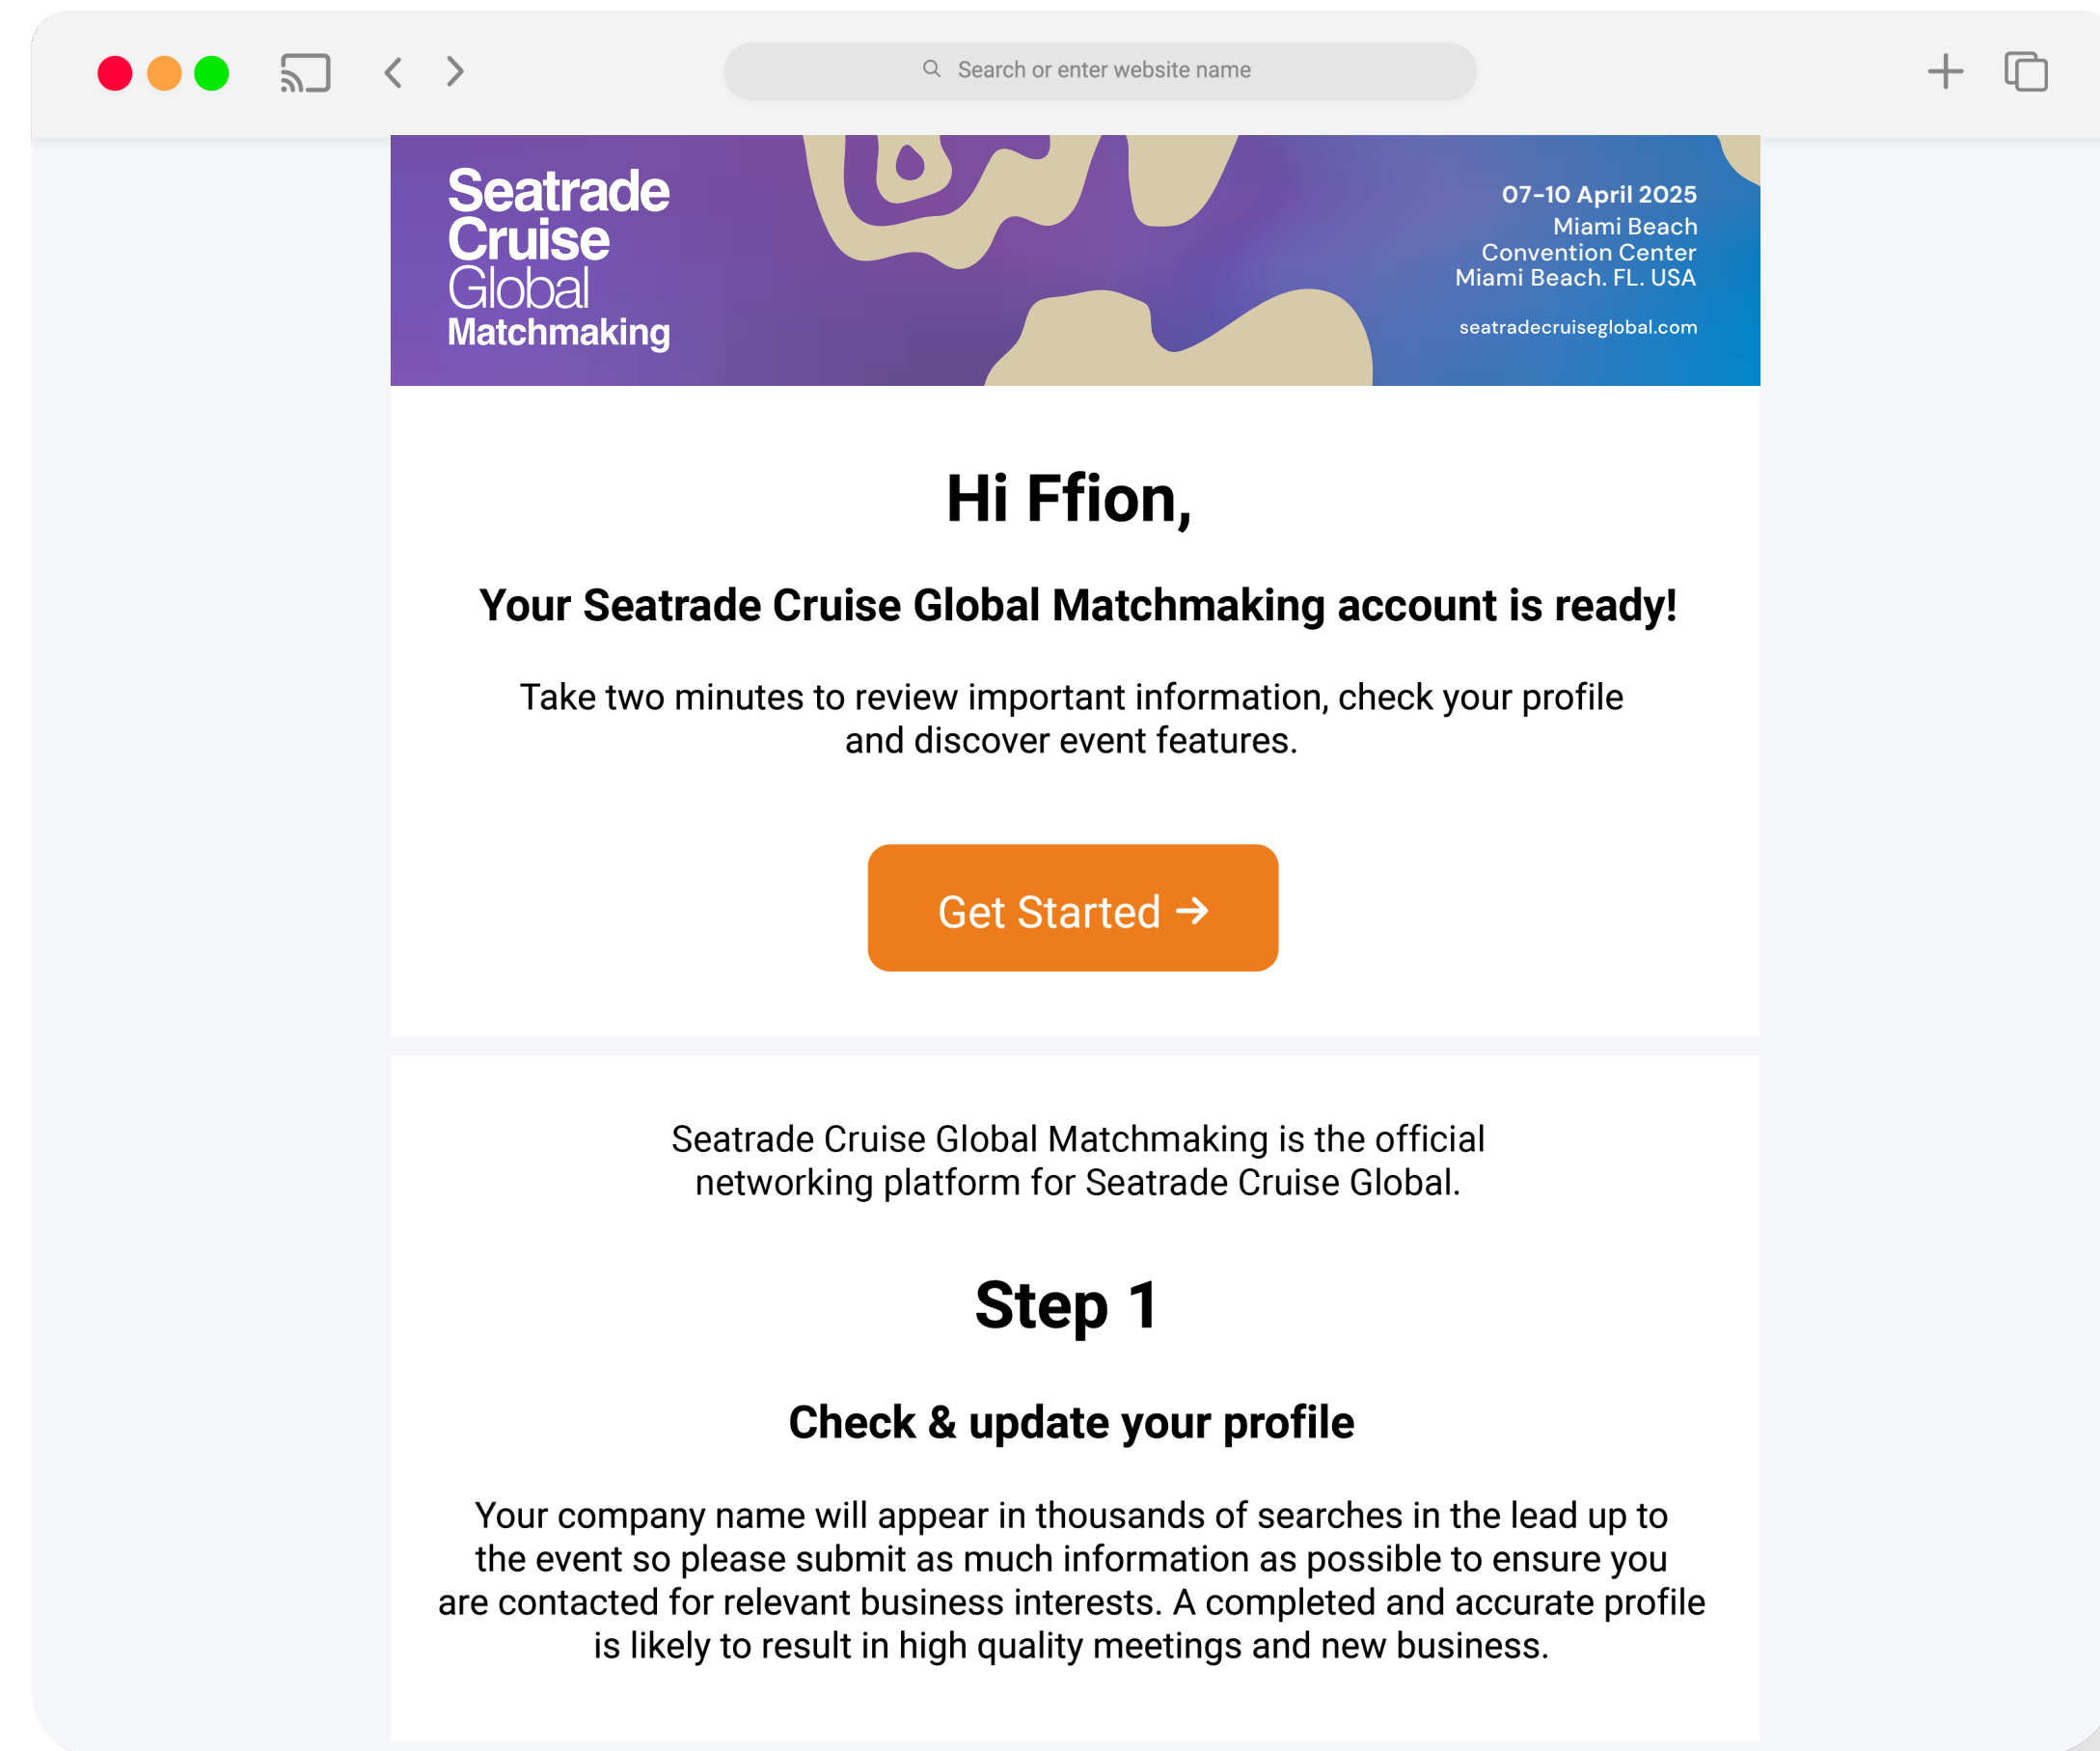 Search or enter website name
Seatrade
Cruise
Global
Matchmaking
07-10 April 2025
Miami Beach
Convention Center
Miami Beach. FL. USA
seatradecruiseglobal.com
Hi Ffion,
Your Seatrade Cruise Global Matchmaking account is ready!
Take two minutes to review important information, check your profile
and discover event features.
Get Started →
Seatrade Cruise Global Matchmaking is the official
networking platform for Seatrade Cruise Global.
Step 1
Check & update your profile
Your company name will appear in thousands of searches in the lead up to
the event so please submit as much information as possible to ensure you
are contacted for relevant business interests. A completed and accurate profile
is likely to result in high quality meetings and new business.